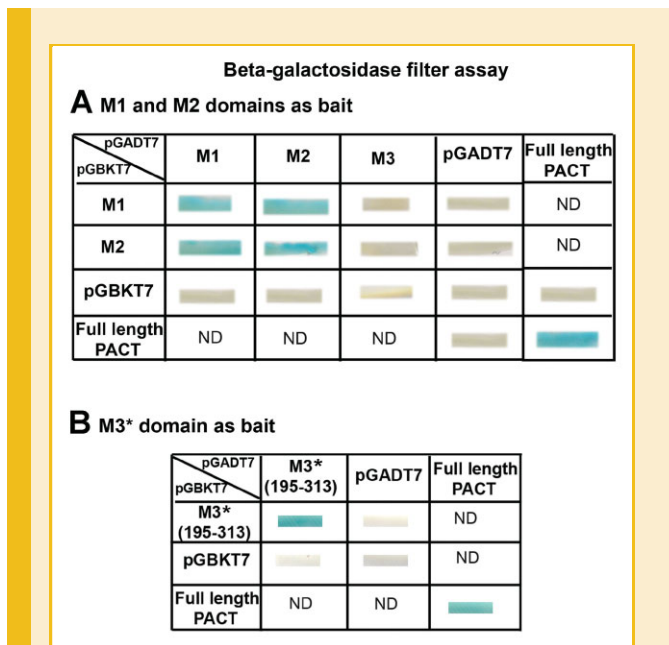 Beta-galactosidase filter assay
A M1 and M2 domains as bait
pGADT7
pGBKT7
M1 M2 M3 pGADT7 Full length PACT
M1 ND
M2 ND
pGBKT7
Full length PACT ND ND ND
B M3* domain as bait
pGADT7
pGBKT7
M3* (195-313) pGADT7 Full length PACT
M3* (195-313) ND
pGBKT7 ND
Full length PACT ND ND